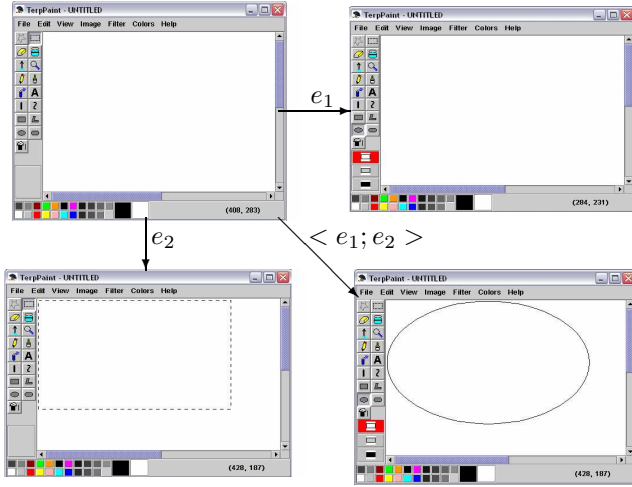 TerpPaint - UNTITLED
File Edit View Image Filter Colors Help
A
(408, 283)
e1
TerpPaint - UNTITLED
File Edit View Image Filter Colors Help
A
(284, 231)
e2
< e1; e2 >
TerpPaint - UNTITLED
File Edit View Image Filter Colors Help
A
(428, 187)
TerpPaint - UNTITLED
File Edit View Image Filter Colors Help
A
(428, 187)